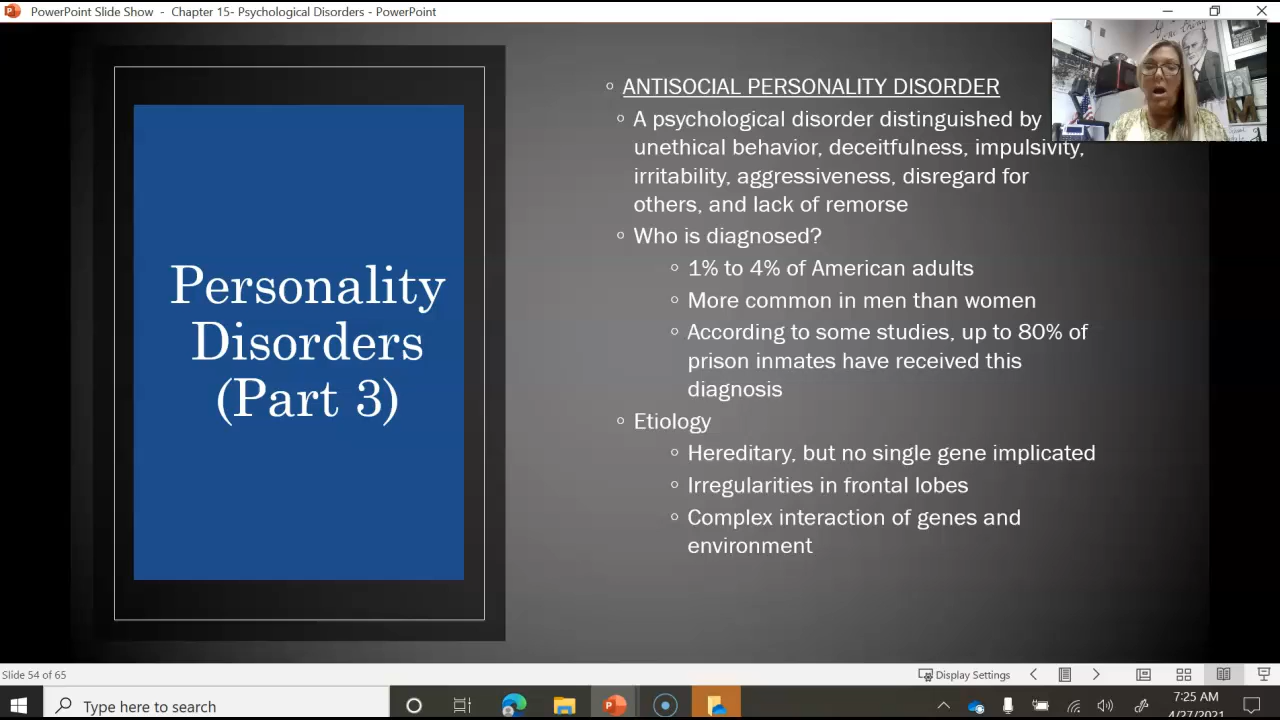 PowerPoint Slide Show - Chapter 15- Psychological Disorders - PowerPoint
Personality
Disorders
(Part 3)
◦ ANTISOCIAL PERSONALITY DISORDER
◦ A psychological disorder distinguished by
unethical behavior, deceitfulness, impulsivity,
irritability, aggressiveness, disregard for
others, and lack of remorse
◦ Who is diagnosed?
◦ 1% to 4% of American adults
◦ More common in men than women
◦ According to some studies, up to 80% of
prison inmates have received this
diagnosis
◦ Etiology
◦ Hereditary, but no single gene implicated
◦ Irregularities in frontal lobes
◦ Complex interaction of genes and
environment
Slide 54 of 65
Display Settings
Type here to search
7:25 AM
4/27/2021